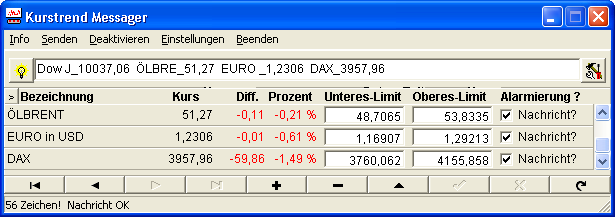 Kurstrend Messager
Info Senden Deaktivieren Einstellungen Beenden
Dow J_10037,06 ÖLBRE_51,27 EURO _1,2306 DAX_3957,96
> Bezeichnung Kurs Diff. Prozent Unteres-Limit Oberes-Limit Alarmierung ?
ÖLBRENT 51,27 -0,11 -0,21 % 48,7065 53,8335 Nachricht?
EURO in USD 1,2306 -0,01 -0,61 % 1,16907 1,29213 Nachricht?
DAX 3957,96 -59,86 -1,49 % 3760,062 4155,858 Nachricht?
56 Zeichen! Nachricht OK